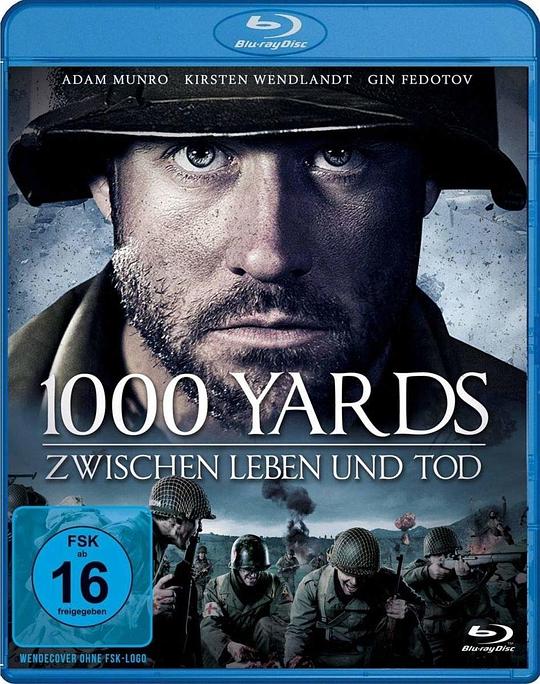 Blu-ray Disc
ADAM MUNRO KIRSTEN WENDLANDT GIN FEDOTOV
1000 YARDS
ZWISCHEN LEBEN UND TOD
FSK
ab
16
freigegeben
WENDECOVER OHNE FSK-LOGO
Blu-ray Disc